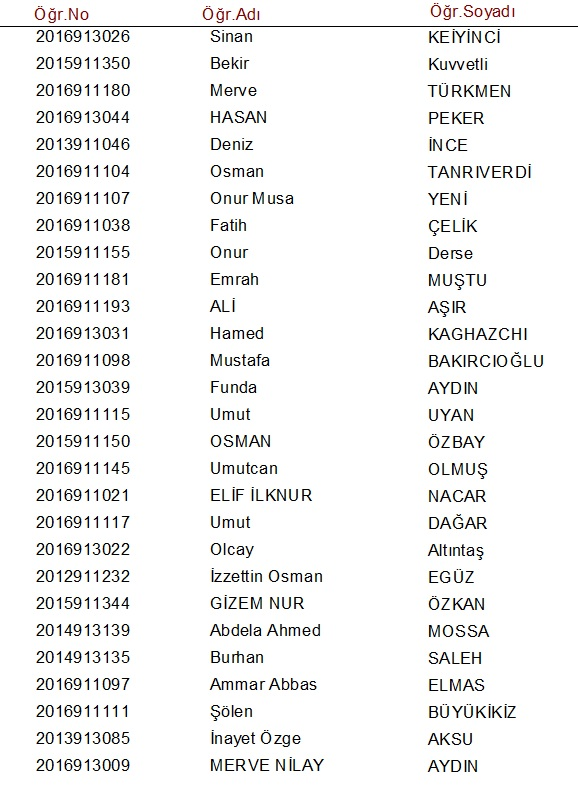 Öğr.No Öğr.Adı Öğr.Soyadı
2016913026 Sinan KEİYİNCİ
2015911350 Bekir Kuvvetli
2016911180 Merve TÜRKMEN
2016913044 HASAN PEKER
2013911046 Deniz İNCE
2016911104 Osman TANRIVERDİ
2016911107 Onur Musa YENİ
2016911038 Fatih ÇELİK
2015911155 Onur Derse
2016911181 Emrah MUŞTU
2016911193 ALİ AŞIR
2016913031 Hamed KAGHAZCHI
2016911098 Mustafa BAKIRCIOĞLU
2015913039 Funda AYDIN
2016911115 Umut UYAN
2015911150 OSMAN ÖZBAY
2016911145 Umutcan OLMUŞ
2016911021 ELİF İLKNUR NACAR
2016911117 Umut DAĞAR
2016913022 Olcay Altıntaş
2012911232 İzzettin Osman EGÜZ
2015911344 GİZEM NUR ÖZKAN
2014913139 Abdela Ahmed MOSSA
2014913135 Burhan SALEH
2016911097 Ammar Abbas ELMAS
2016911111 Şölen BÜYÜKİKİZ
2013913085 İnayet Özge AKSU
2016913009 MERVE NİLAY AYDIN